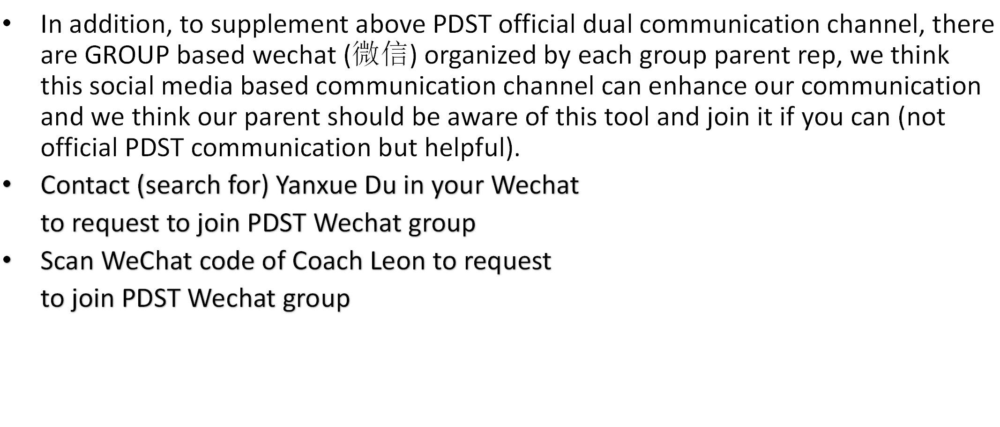 • In addition, to supplement above PDST official dual communication channel, there
are GROUP based wechat (微信) organized by each group parent rep, we think
this social media based communication channel can enhance our communication
and we think our parent should be aware of this tool and join it if you can (not
official PDST communication but helpful).
• Contact (search for) Yanxue Du in your Wechat
to request to join PDST Wechat group
• Scan WeChat code of Coach Leon to request
to join PDST Wechat group